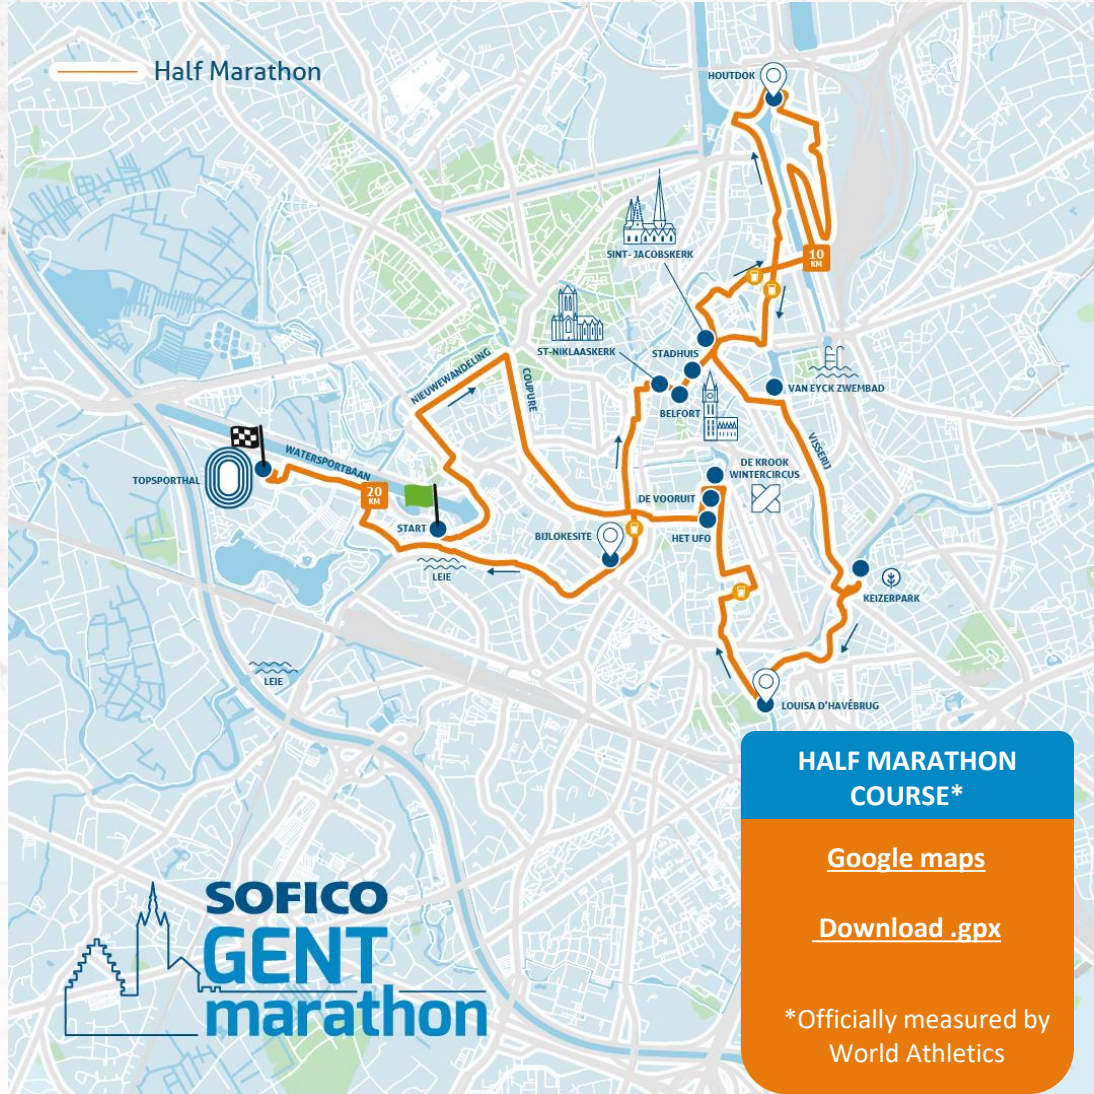 Half Marathon
HOUTDOK
SINT- JACOBSKERK
10
KM
ST-NIKLAASKERK
STADHUIS
NIEUWEWANDELING
COUPURE
VAN EYCK ZWEMBAD
BELFORT
VISSERIJ
WATERSPORTBAAN
TOPSPORTHAL
DE KROOK
WINTERCIRCUS
20
KM
DE VOORUIT
START
BIJLOKESITE
HET UFO
LEIE
KEIZERPARK
LEIE
LOUISA D'HAVÉBRUG
HALF MARATHON
COURSE*
Google maps
Download .gpx
*Officially measured by
World Athletics
SOFICO
GENT
marathon